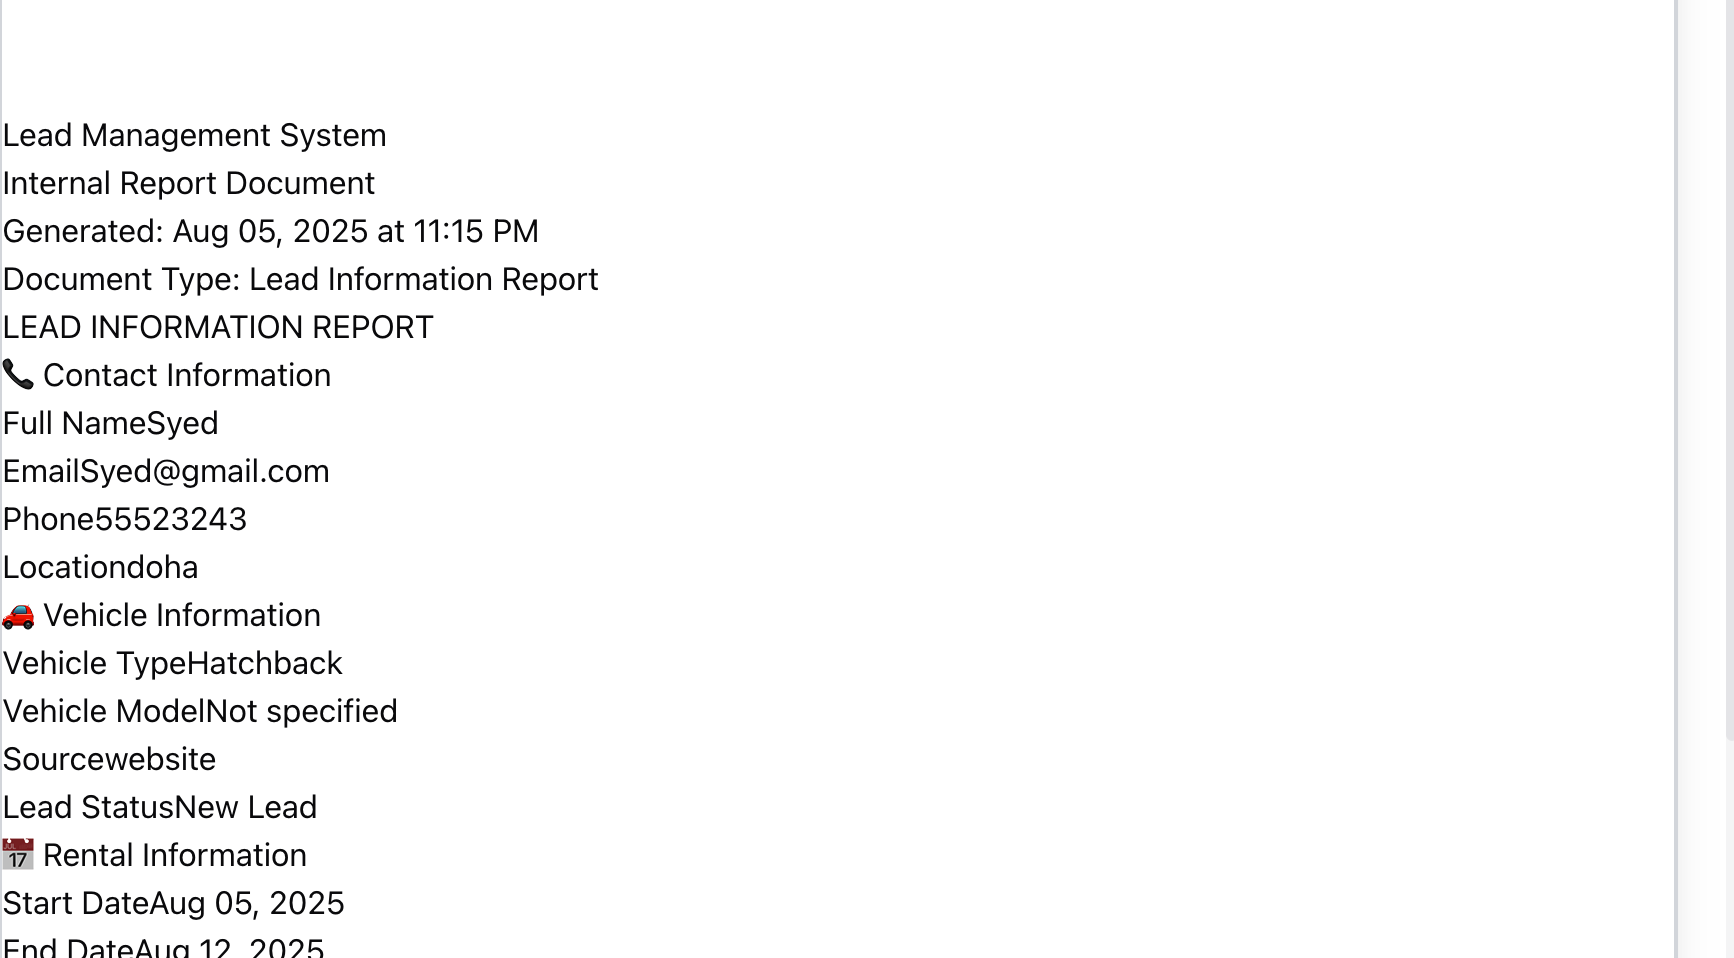 Lead Management System
Internal Report Document
Generated: Aug 05, 2025 at 11:15 PM
Document Type: Lead Information Report
LEAD INFORMATION REPORT
📞 Contact Information
Full NameSyed
EmailSyed@gmail.com
Phone55523243
Locationdoha
🚗 Vehicle Information
Vehicle TypeHatchback
Vehicle ModelNot specified
Sourcewebsite
Lead StatusNew Lead
📅 Rental Information
Start DateAug 05, 2025
End DateAug 12, 2025